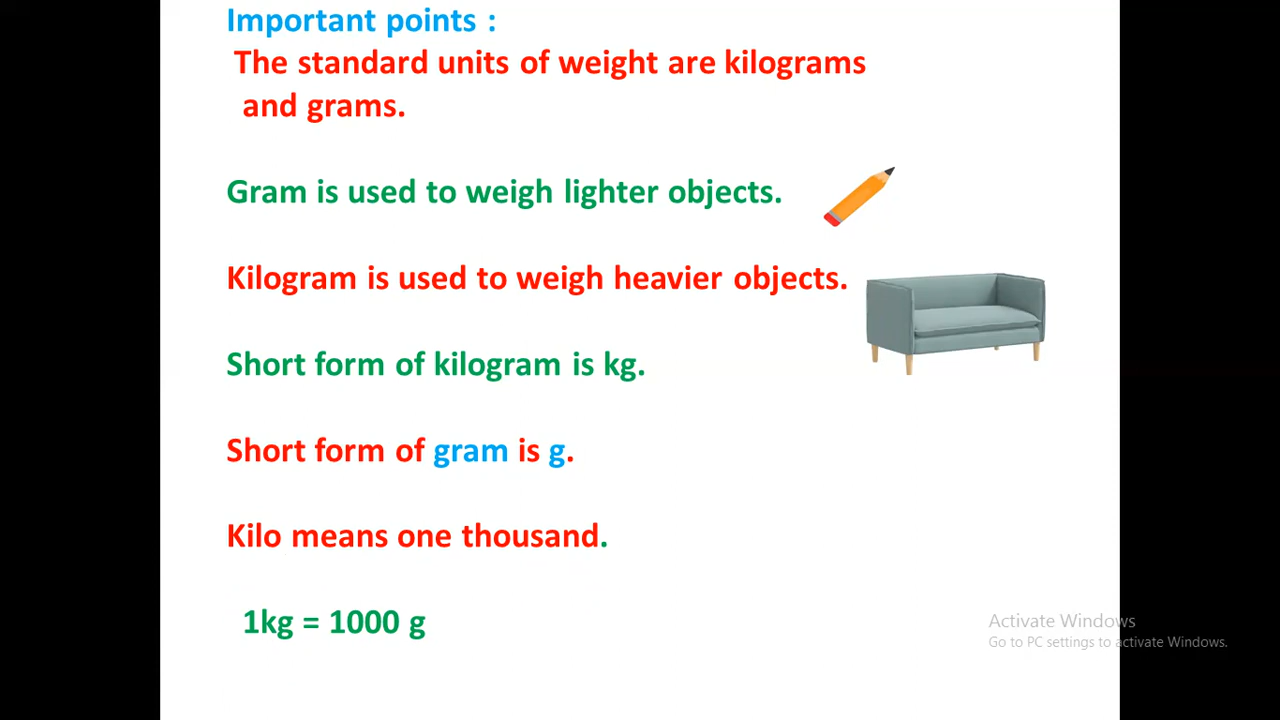 Important points :
The standard units of weight are kilograms
and grams.
Gram is used to weigh lighter objects.
Kilogram is used to weigh heavier objects.
Short form of kilogram is kg.
Short form of gram is g.
Kilo means one thousand.
1kg = 1000 g
Activate Windows
Go to PC settings to activate Windows.